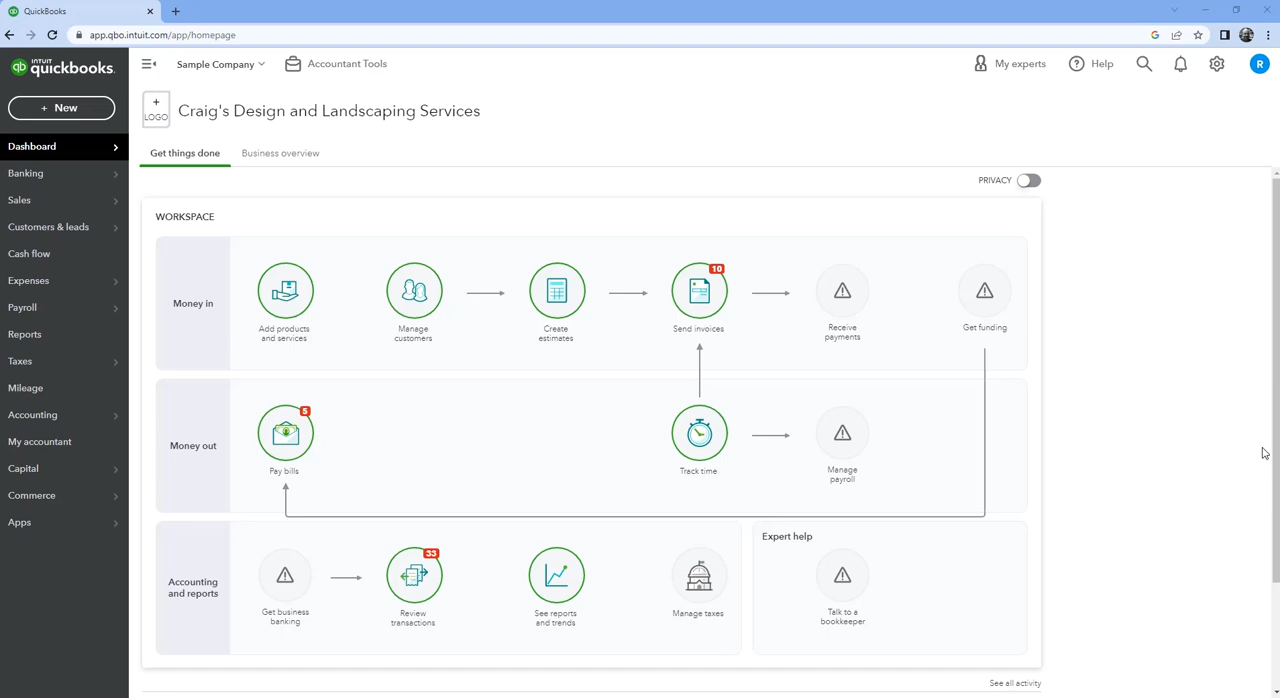 QuickBooks
app.qbo.intuit.com/app/homepage
INTUIT
quickbooks.
Sample Company
Accountant Tools
My experts
Help
R
+ New
+
LOGO
Craig's Design and Landscaping Services
Dashboard
Banking
Sales
Customers & leads
Cash flow
Expenses
Payroll
Reports
Taxes
Mileage
Accounting
My accountant
Capital
Commerce
Apps
Get things done
Business overview
PRIVACY
WORKSPACE
Money in
Add products
and services
Manage
customers
Create
estimates
10
Send invoices
Receive
payments
Get funding
Money out
5
Pay bills
Track time
Manage
payroll
Accounting
and reports
Get business
banking
33
Review
transactions
See reports
and trends
Manage taxes
Expert help
Talk to a
bookkeeper
See all activity